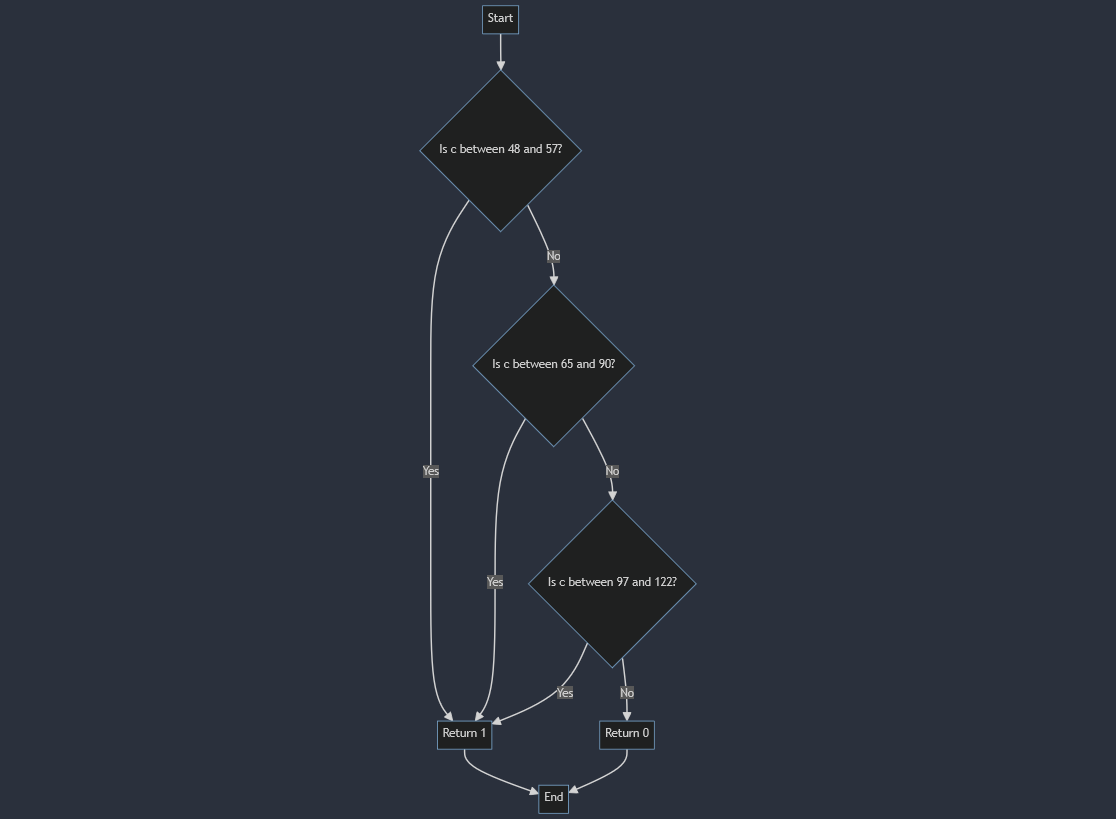 Start
Is c between 48 and 57?
No
Is c between 65 and 90?
Yes
No
Yes
Is c between 97 and 122?
Yes
No
Return 1
Return 0
End